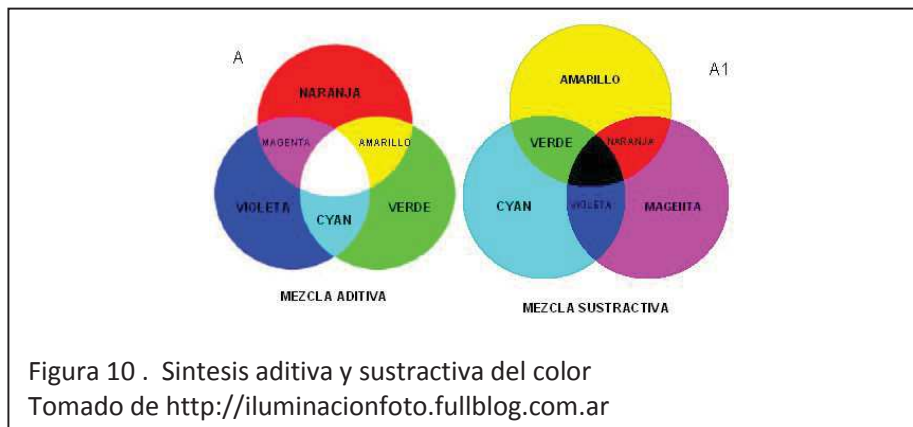 A
NARANJA
MAGENTA
AMARILLO
VIOLETA
CYAN
VERDE
MEZCLA ADITIVA
A1
AMARILLO
VERDE
NARANJA
CYAN
VIOLETA
MAGENTA
MEZCLA SUSTRACTIVA
Figura 10 . Sintesis aditiva y sustractiva del color
Tomado de http://iluminacionfoto.fullblog.com.ar